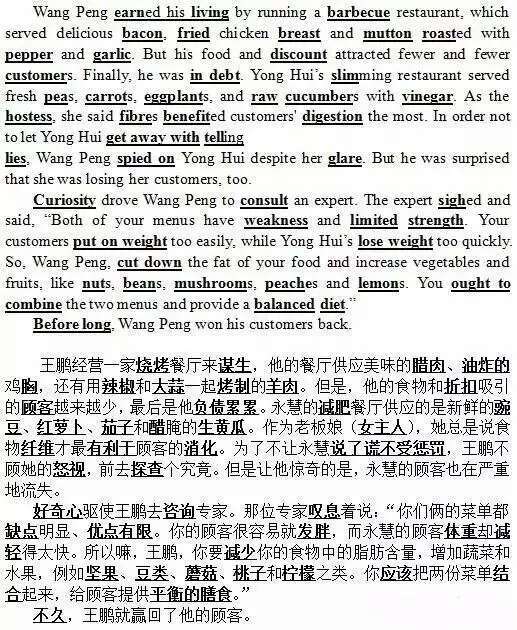 Wang Peng earned his living by running a barbecue restaurant, which
served delicious bacon, fried chicken breast and mutton roasted with
pepper and garlic. But his food and discount attracted fewer and fewer
customers. Finally, he was in debt. Yong Hui’s slimming restaurant served
fresh peas, carrots, eggplants, and raw cucumbers with vinegar. As the
hostess, she said fibres benefited customers' digestion the most. In order not
to let Yong Hui get away with telling
lies, Wang Peng spied on Yong Hui despite her glare. But he was surprised
that she was losing her customers, too.
Curiosity drove Wang Peng to consult an expert. The expert sighed and
said, “Both of your menus have weakness and limited strength. Your
customers put on weight too easily, while Yong Hui’s lose weight too quickly.
So, Wang Peng, cut down the fat of your food and increase vegetables and
fruits, like nuts, beans, mushrooms, peaches and lemons. You ought to
combine the two menus and provide a balanced diet.”
Before long, Wang Peng won his customers back.
王鹏经营一家烧烤餐厅来谋生，他的餐厅供应美味的腊肉、油炸的
鸡胸，还有用辣椒和大蒜一起烤制的羊肉。但是，他的食物和折扣吸引
的顾客越来越少，最后是他负债累累。永慧的减肥餐厅供应的是新鲜的豌
豆、红萝卜、茄子和醋腌的生黄瓜。作为老板娘（女主人），她总是说食
物纤维才最有利于顾客的消化。为了不让永慧说了谎不受惩罚，王鹏不
顾她的怒视，前去探查个究竟。但是让他惊奇的是，永慧的顾客也在严重
地流失。
好奇心驱使王鹏去咨询专家。那位专家叹息着说：“你们俩的菜单都
缺点明显、优点有限。你的顾客很容易就发胖，而永慧的顾客体重却减
轻得太快。所以嘛，王鹏，你要减少你的食物中的脂肪含量，增加蔬菜和
水果，例如坚果、豆类、蘑菇、桃子和柠檬之类。你应该把两份菜单结
合起来，给顾客提供平衡的膳食。”
不久，王鹏就赢回了他的顾客。